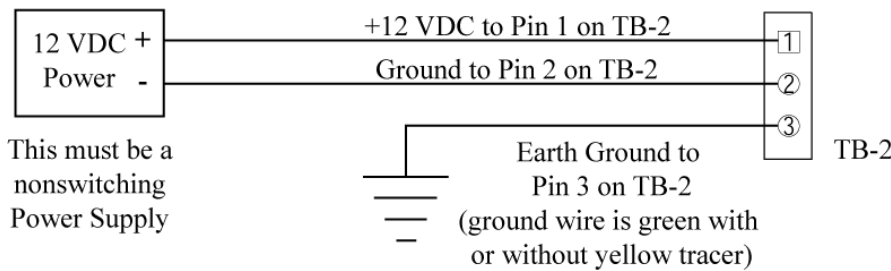 12 VDC +
Power -
This must be a
nonswitching
Power Supply
+12 VDC to Pin 1 on TB-2
Ground to Pin 2 on TB-2
Earth Ground to
Pin 3 on TB-2
(ground wire is green with
or without yellow tracer)
1
2
3
TB-2